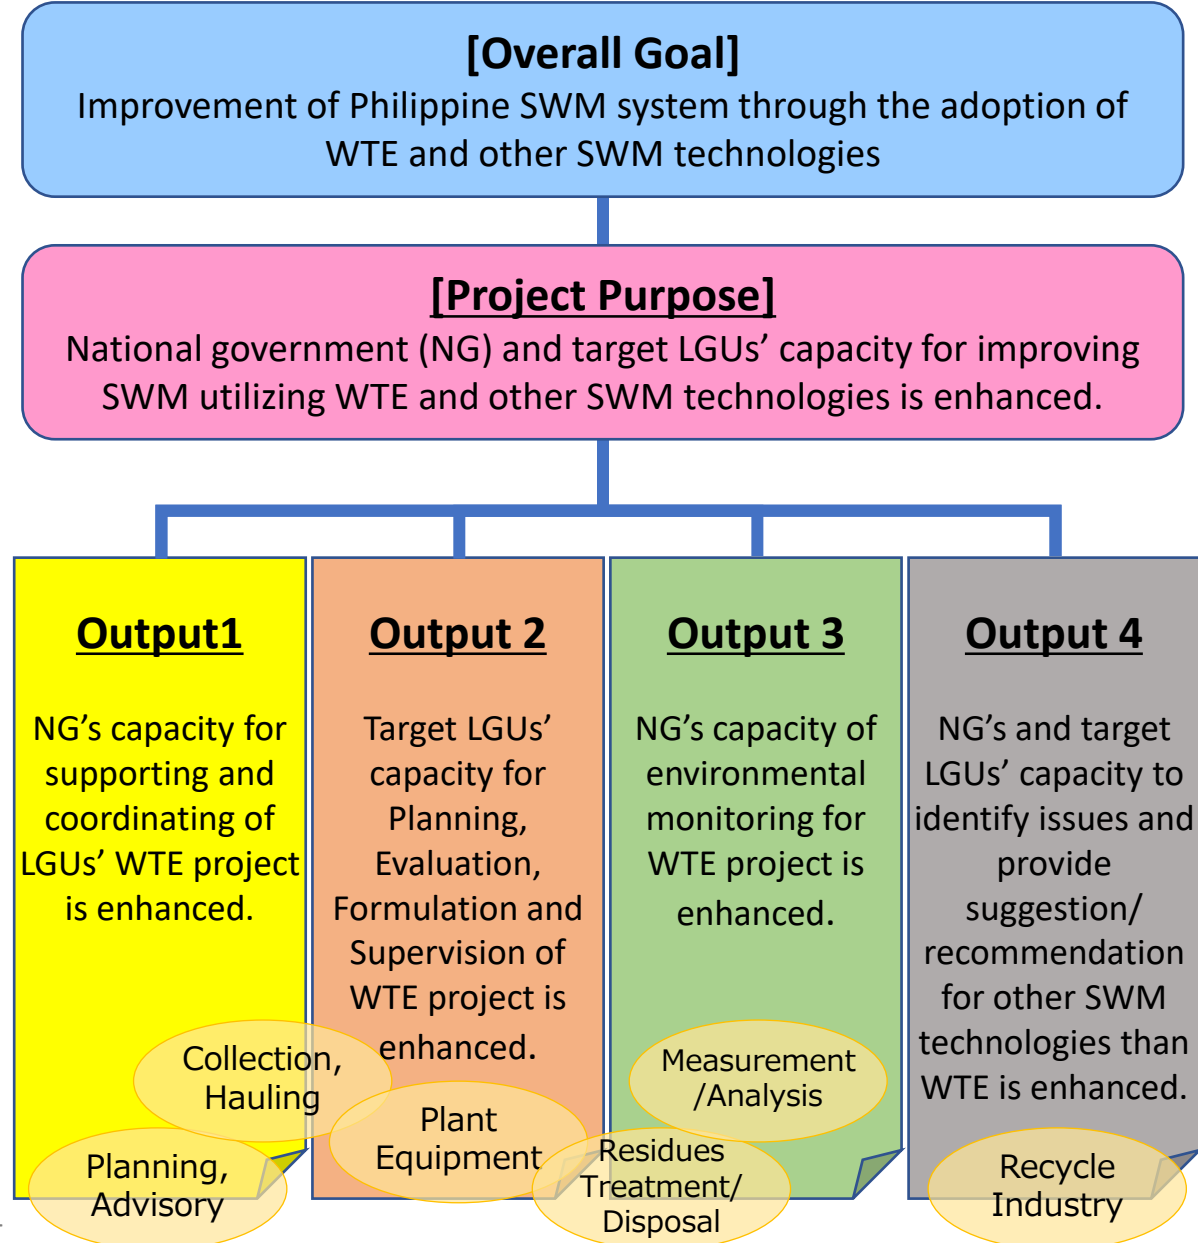 [Overall Goal]
Improvement of Philippine SWM system through the adoption of
WTE and other SWM technologies
[Project Purpose]
National government (NG) and target LGUs’ capacity for improving
SWM utilizing WTE and other SWM technologies is enhanced.
Output1
NG’s capacity for
supporting and
coordinating of
LGUs’ WTE project
is enhanced.
Output 2
Target LGUs’
capacity for
Planning,
Evaluation,
Formulation and
Supervision of
WTE project is
enhanced.
Output 3
NG’s capacity of
environmental
monitoring for
WTE project is
enhanced.
Output 4
NG’s and target
LGUs’ capacity to
identify issues and
provide
suggestion/
recommendation
for other SWM
technologies than
WTE is enhanced.
Collection,
Hauling
Planning,
Advisory
Plant
Equipment
Measurement
/Analysis
Residues
Treatment/
Disposal
Recycle
Industry